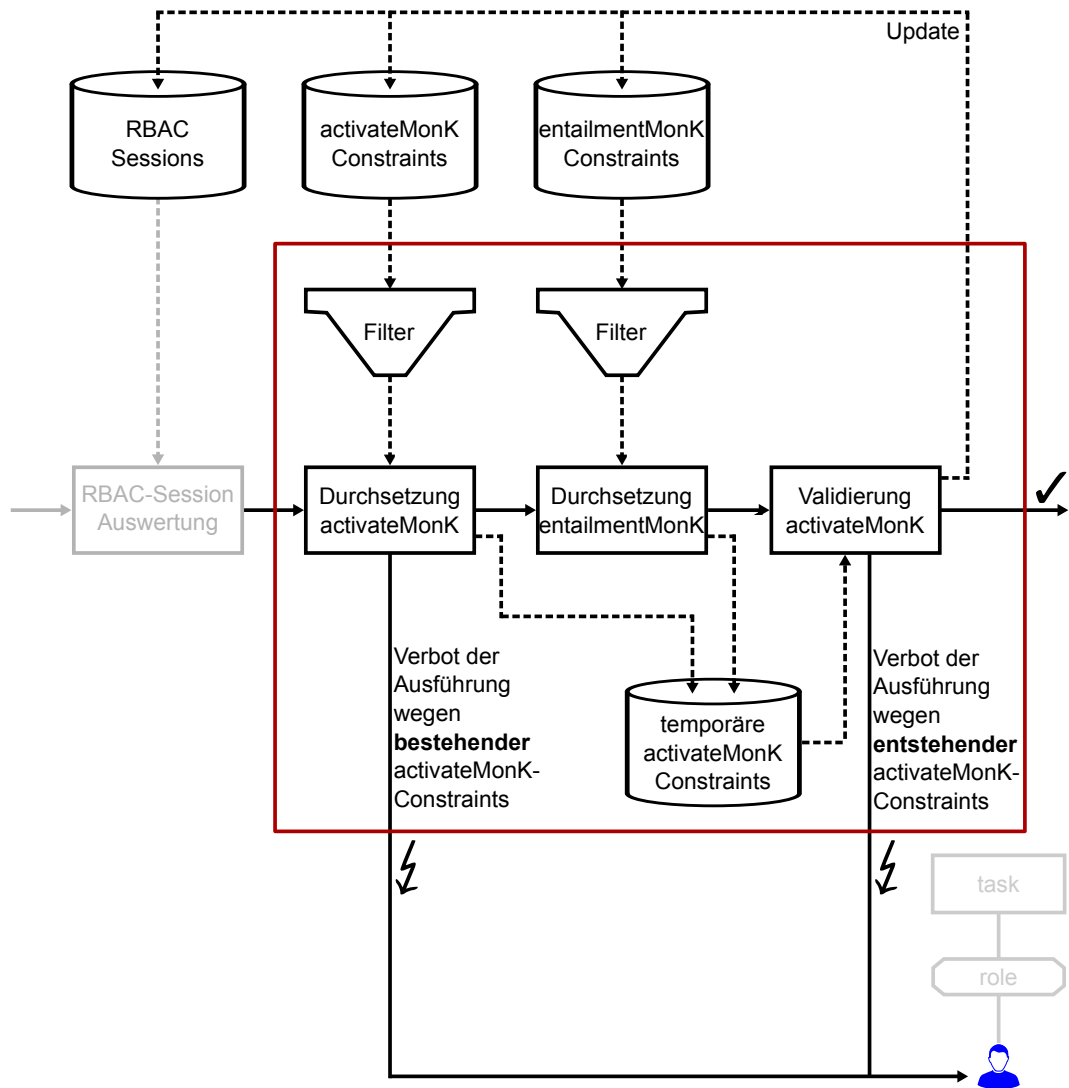 Update
RBAC
Sessions
activateMonK
Constraints
entailmentMonK
Constraints
Filter
Filter
RBAC-Session
Auswertung
Durchsetzung
activateMonK
Durchsetzung
entailmentMonK
Validierung
activateMonK
Verbot der
Ausführung
wegen
bestehender
activateMonK-
Constraints
temporäre
activateMonK
Constraints
Verbot der
Ausführung
wegen
entstehender
activateMonK-
Constraints
task
role